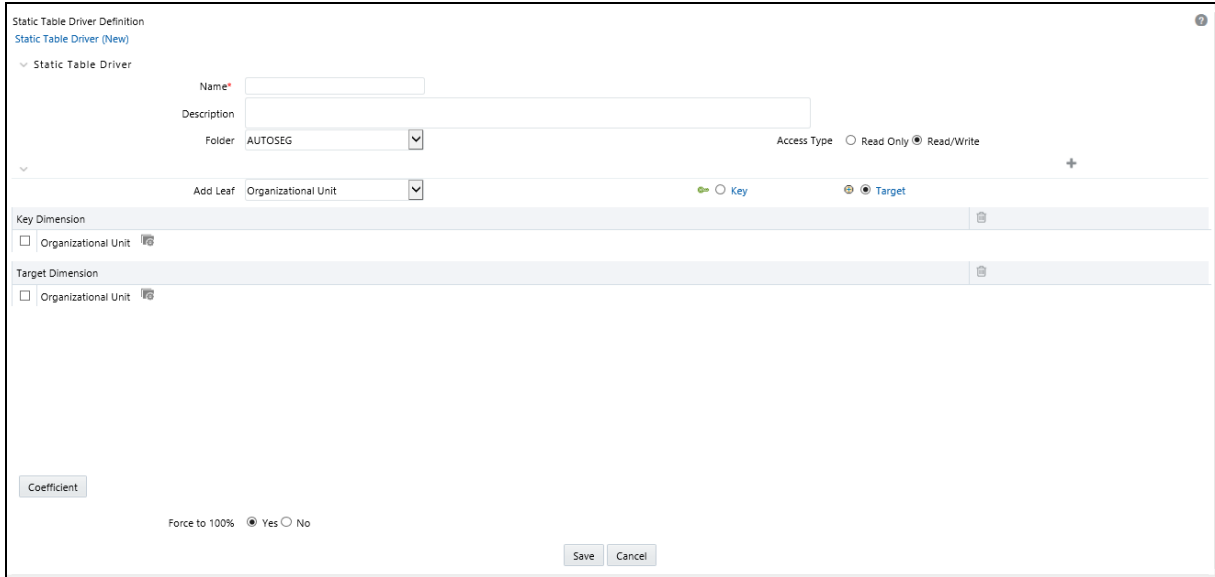 Static Table Driver Definition
Static Table Driver (New)
Static Table Driver
Name*
Description
Folder AUTOSEG Access Type Read Only Read/Write
Add Leaf Organizational Unit Key Target
Key Dimension
Organizational Unit
Target Dimension
Organizational Unit
Coefficient
Force to 100% Yes No
Save Cancel